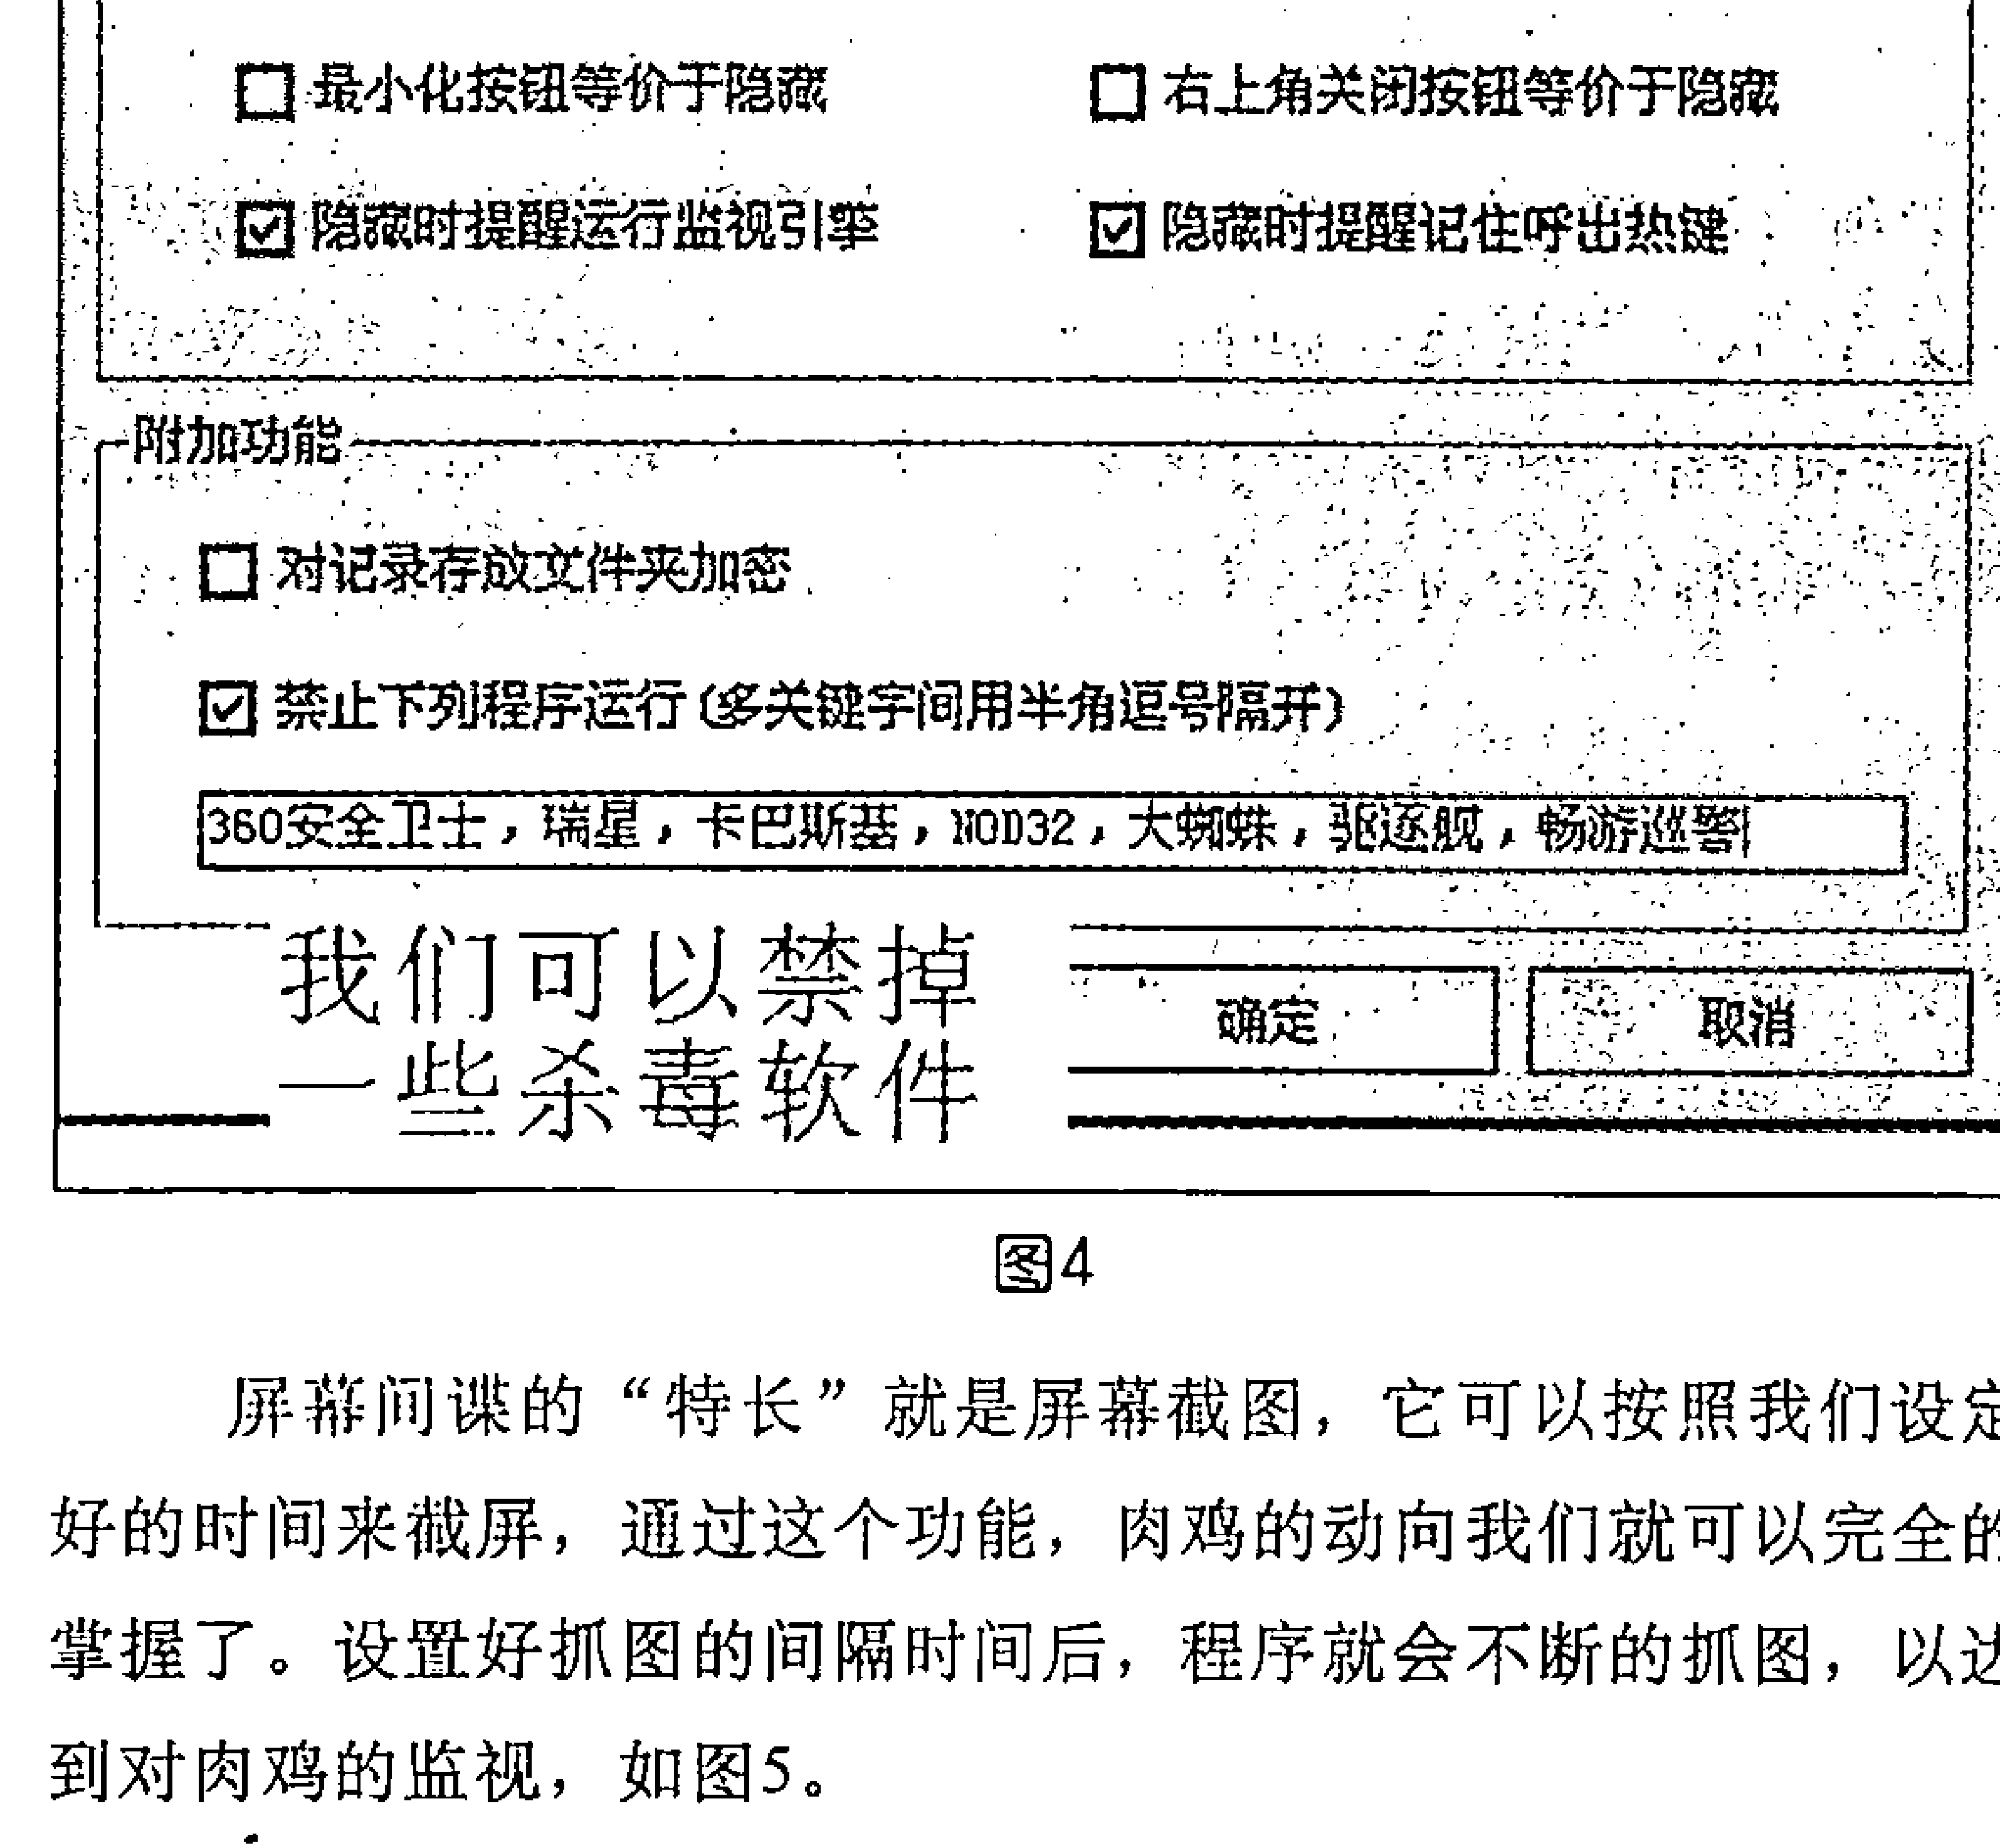 最小化按钮等价于隐藏 右上角关闭按钮等价于隐藏
隐藏时提醒运行监视引擎 隐藏时提醒记住呼出热键
附加功能
对记录存放文件夹加密
禁止下列程序运行(多关键字间用半角逗号隔开)
360安全卫士,瑞星,卡巴斯基,NOD32,大蜘蛛,驱逐舰,畅游巡警
我们可以禁掉
一些杀毒软件
确定 取消
图4
屏幕间谍的“特长”就是屏幕截图，它可以按照我们设定
好的时间来截屏，通过这个功能，肉鸡的动向我们就可以完全的
掌握了。设置好抓图的间隔时间后，程序就会不断的抓图，以达
到对肉鸡的监视，如图5。